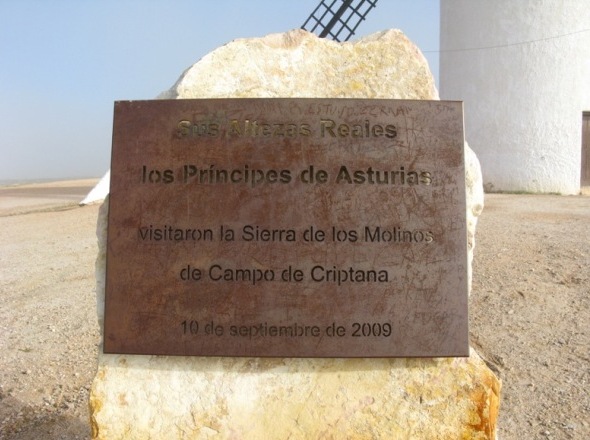 Sus Altezas Reales
los Príncipes de Asturias
visitaron la Sierra de los Molinos
de Campo de Criptana
10 de septiembre de 2009